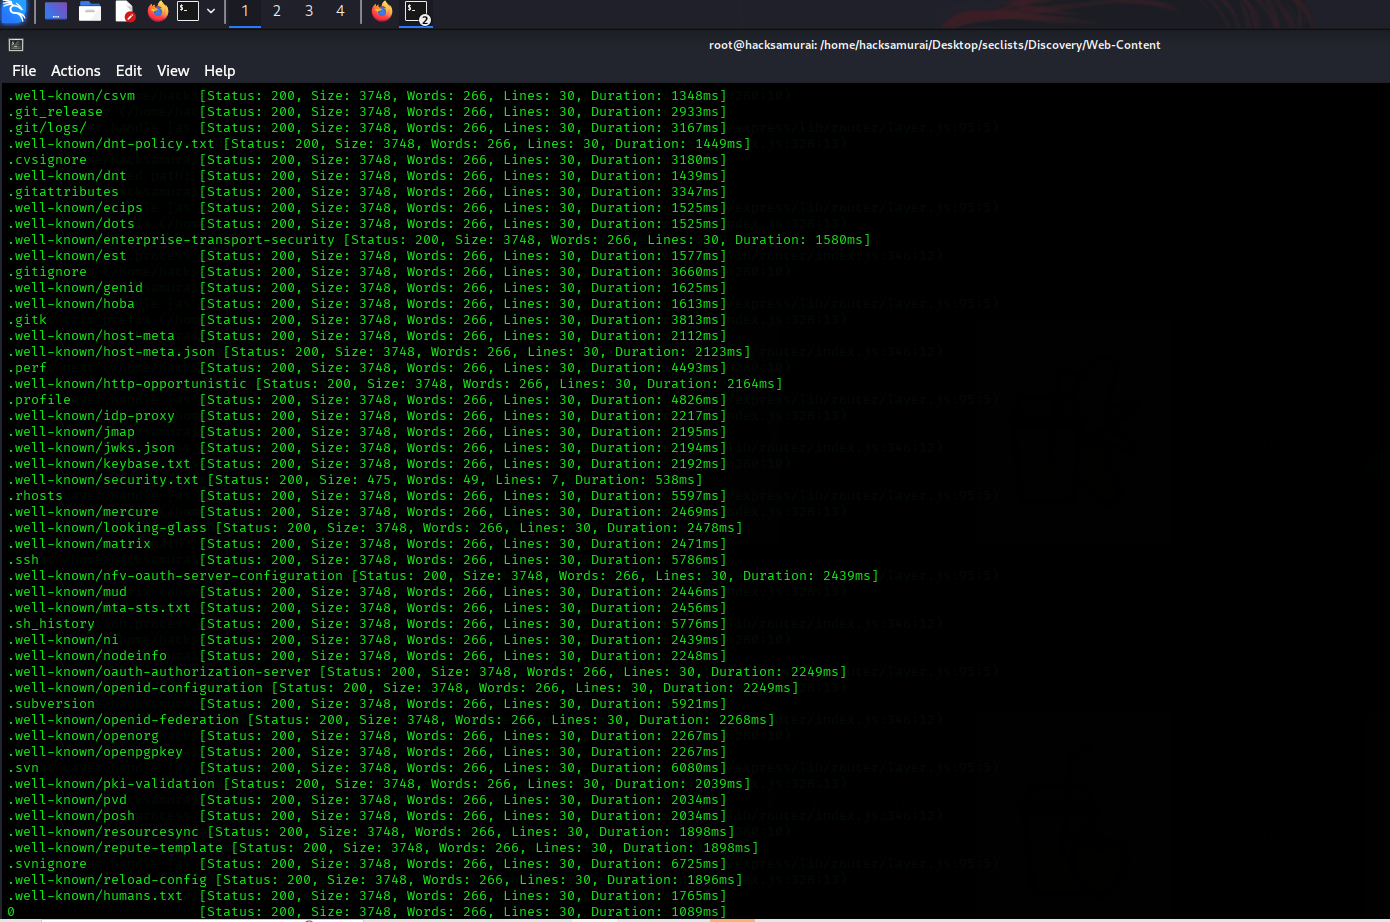 1 2 3 4 2
root@hacksamurai: /home/hacksamurai/Desktop/seclists/Discovery/Web-Content
File Actions Edit View Help
.well-known/csvm [Status: 200, Size: 3748, Words: 266, Lines: 30, Duration: 1348ms]
.git_release [Status: 200, Size: 3748, Words: 266, Lines: 30, Duration: 2933ms]
.git/logs/ [Status: 200, Size: 3748, Words: 266, Lines: 30, Duration: 3167ms]
.well-known/dnt-policy.txt [Status: 200, Size: 3748, Words: 266, Lines: 30, Duration: 1449ms]
.cvsignore [Status: 200, Size: 3748, Words: 266, Lines: 30, Duration: 3180ms]
.well-known/dnt [Status: 200, Size: 3748, Words: 266, Lines: 30, Duration: 1439ms]
.gitattributes [Status: 200, Size: 3748, Words: 266, Lines: 30, Duration: 3347ms]
.well-known/ecips [Status: 200, Size: 3748, Words: 266, Lines: 30, Duration: 1525ms]
.well-known/dots [Status: 200, Size: 3748, Words: 266, Lines: 30, Duration: 1525ms]
.well-known/enterprise-transport-security [Status: 200, Size: 3748, Words: 266, Lines: 30, Duration: 1580ms]
.well-known/est [Status: 200, Size: 3748, Words: 266, Lines: 30, Duration: 1577ms]
.gitignore [Status: 200, Size: 3748, Words: 266, Lines: 30, Duration: 3660ms]
.well-known/genid [Status: 200, Size: 3748, Words: 266, Lines: 30, Duration: 1625ms]
.well-known/hoba [Status: 200, Size: 3748, Words: 266, Lines: 30, Duration: 1613ms]
.gitk [Status: 200, Size: 3748, Words: 266, Lines: 30, Duration: 3813ms]
.well-known/host-meta [Status: 200, Size: 3748, Words: 266, Lines: 30, Duration: 2112ms]
.well-known/host-meta.json [Status: 200, Size: 3748, Words: 266, Lines: 30, Duration: 2123ms]
.perf [Status: 200, Size: 3748, Words: 266, Lines: 30, Duration: 4493ms]
.well-known/http-opportunistic [Status: 200, Size: 3748, Words: 266, Lines: 30, Duration: 2164ms]
.profile [Status: 200, Size: 3748, Words: 266, Lines: 30, Duration: 4826ms]
.well-known/idp-proxy [Status: 200, Size: 3748, Words: 266, Lines: 30, Duration: 2217ms]
.well-known/jmap [Status: 200, Size: 3748, Words: 266, Lines: 30, Duration: 2195ms]
.well-known/jwks.json [Status: 200, Size: 3748, Words: 266, Lines: 30, Duration: 2194ms]
.well-known/keybase.txt [Status: 200, Size: 3748, Words: 266, Lines: 30, Duration: 2192ms]
.well-known/security.txt [Status: 200, Size: 475, Words: 49, Lines: 7, Duration: 538ms]
.rhosts [Status: 200, Size: 3748, Words: 266, Lines: 30, Duration: 5597ms]
.well-known/mercure [Status: 200, Size: 3748, Words: 266, Lines: 30, Duration: 2469ms]
.well-known/looking-glass [Status: 200, Size: 3748, Words: 266, Lines: 30, Duration: 2478ms]
.well-known/matrix [Status: 200, Size: 3748, Words: 266, Lines: 30, Duration: 2471ms]
.ssh [Status: 200, Size: 3748, Words: 266, Lines: 30, Duration: 5786ms]
.well-known/nfv-oauth-server-configuration [Status: 200, Size: 3748, Words: 266, Lines: 30, Duration: 2439ms]
.well-known/mud [Status: 200, Size: 3748, Words: 266, Lines: 30, Duration: 2446ms]
.well-known/mta-sts.txt [Status: 200, Size: 3748, Words: 266, Lines: 30, Duration: 2456ms]
.sh_history [Status: 200, Size: 3748, Words: 266, Lines: 30, Duration: 5776ms]
.well-known/ni [Status: 200, Size: 3748, Words: 266, Lines: 30, Duration: 2439ms]
.well-known/nodeinfo [Status: 200, Size: 3748, Words: 266, Lines: 30, Duration: 2248ms]
.well-known/oauth-authorization-server [Status: 200, Size: 3748, Words: 266, Lines: 30, Duration: 2249ms]
.well-known/openid-configuration [Status: 200, Size: 3748, Words: 266, Lines: 30, Duration: 2249ms]
.subversion [Status: 200, Size: 3748, Words: 266, Lines: 30, Duration: 5921ms]
.well-known/openid-federation [Status: 200, Size: 3748, Words: 266, Lines: 30, Duration: 2268ms]
.well-known/openorg [Status: 200, Size: 3748, Words: 266, Lines: 30, Duration: 2267ms]
.well-known/openpgpkey [Status: 200, Size: 3748, Words: 266, Lines: 30, Duration: 2267ms]
.svn [Status: 200, Size: 3748, Words: 266, Lines: 30, Duration: 6080ms]
.well-known/pki-validation [Status: 200, Size: 3748, Words: 266, Lines: 30, Duration: 2039ms]
.well-known/pvd [Status: 200, Size: 3748, Words: 266, Lines: 30, Duration: 2034ms]
.well-known/posh [Status: 200, Size: 3748, Words: 266, Lines: 30, Duration: 2034ms]
.well-known/resourcesync [Status: 200, Size: 3748, Words: 266, Lines: 30, Duration: 1898ms]
.well-known/repute-template [Status: 200, Size: 3748, Words: 266, Lines: 30, Duration: 1898ms]
.svnignore [Status: 200, Size: 3748, Words: 266, Lines: 30, Duration: 6725ms]
.well-known/reload-config [Status: 200, Size: 3748, Words: 266, Lines: 30, Duration: 1896ms]
.well-known/humans.txt [Status: 200, Size: 3748, Words: 266, Lines: 30, Duration: 1765ms]
0 [Status: 200, Size: 3748, Words: 266, Lines: 30, Duration: 1089ms]